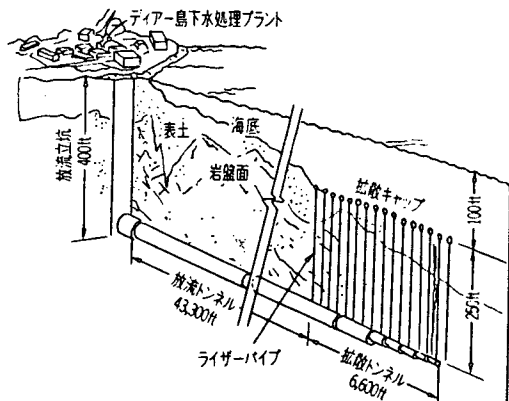 ディアー島下水処理プラント
放流立坑
400ft
表土
海底
岩盤面
拡散キャップ
100ft
250ft
放流トンネル
43,300ft
ライザーパイプ
拡散トンネル
6,600ft